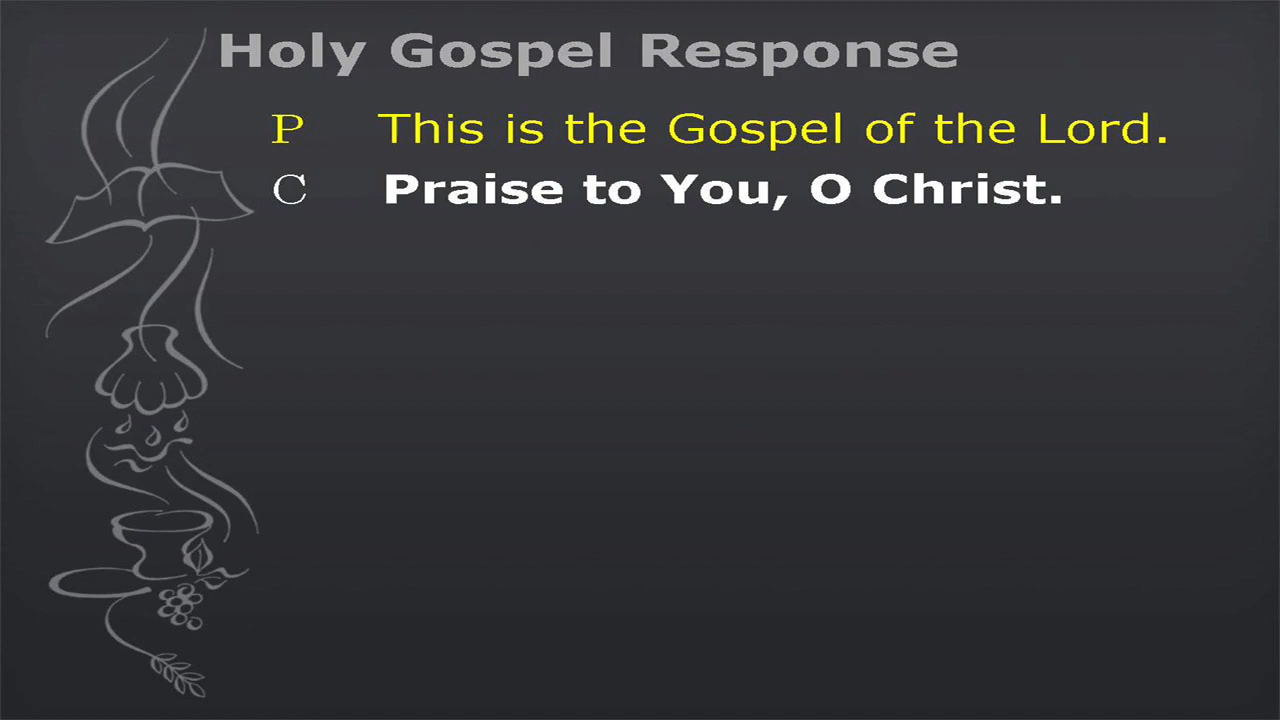 Holy Gospel Response
P This is the Gospel of the Lord.
C Praise to You, O Christ.